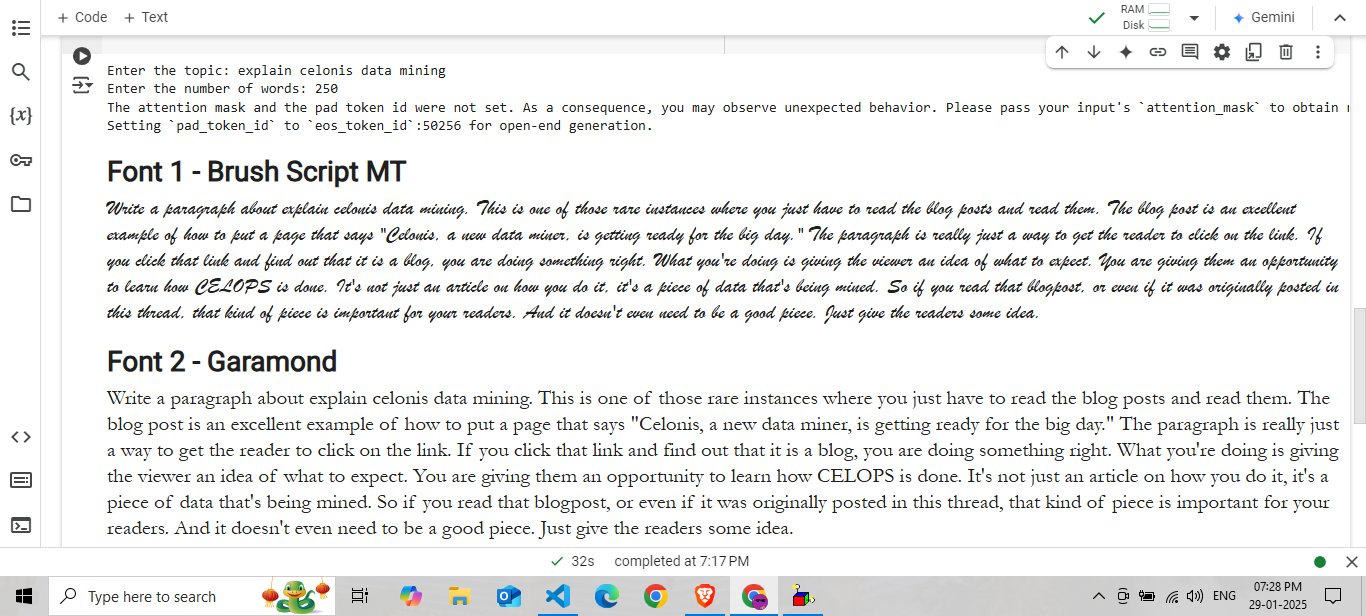 + Code + Text
RAM
Disk
Gemini
Enter the topic: explain celonis data mining
Enter the number of words: 250
The attention mask and the pad token id were not set. As a consequence, you may observe unexpected behavior. Please pass your input's `attention_mask` to obtain
Setting `pad_token_id` to `eos_token_id`:50256 for open-end generation.
Font 1 - Brush Script MT
Write a paragraph about explain celonis data mining. This is one of those rare instances where you just have to read the blog posts and read them. The blog post is an excellent
example of how to put a page that says "Celonis, a new data miner, is getting ready for the big day." The paragraph is really just a way to get the reader to click on the link. If
you click that link and find out that it is a blog, you are doing something right. What you're doing is giving the viewer an idea of what to expect. You are giving them an opportunity
to learn how CELOPS is done. It's not just an article on how you do it, it's a piece of data that's being mined. So if you read that blogpost, or even if it was originally posted in
this thread, that kind of piece is important for your readers. And it doesn't even need to be a good piece. Just give the readers some idea.
Font 2 - Garamond
Write a paragraph about explain celonis data mining. This is one of those rare instances where you just have to read the blog posts and read them. The
blog post is an excellent example of how to put a page that says "Celonis, a new data miner, is getting ready for the big day." The paragraph is really just
a way to get the reader to click on the link. If you click that link and find out that it is a blog, you are doing something right. What you're doing is giving
the viewer an idea of what to expect. You are giving them an opportunity to learn how CELOPS is done. It's not just an article on how you do it, it's a
piece of data that's being mined. So if you read that blogpost, or even if it was originally posted in this thread, that kind of piece is important for your
readers. And it doesn't even need to be a good piece. Just give the readers some idea.
32s completed at 7:17 PM
Type here to search
ENG
07:28 PM
29-01-2025